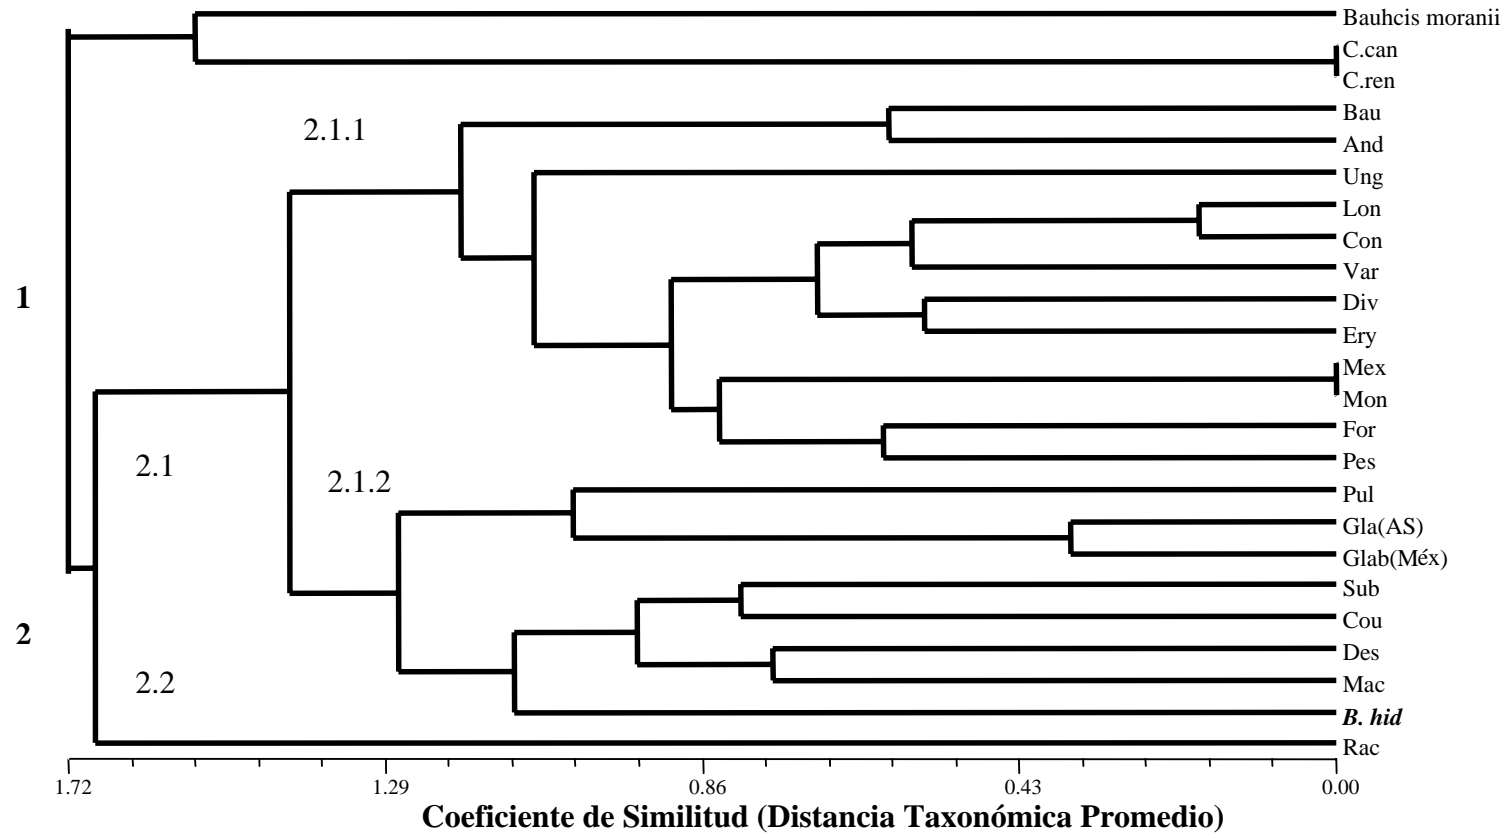 Bauhcis moranii
C.can
C.ren
Bau
2.1.1
And
Ung
Lon
Con
Var
1
Div
Ery
Mex
Mon
For
2.1
Pes
2.1.2
Pul
Gla(AS)
Glab(Méx)
Sub
Cou
2
Des
2.2
Mac
B. hid
Rac
1.72 1.29 0.86 0.43 0.00
Coeficiente de Similitud (Distancia Taxonómica Promedio)